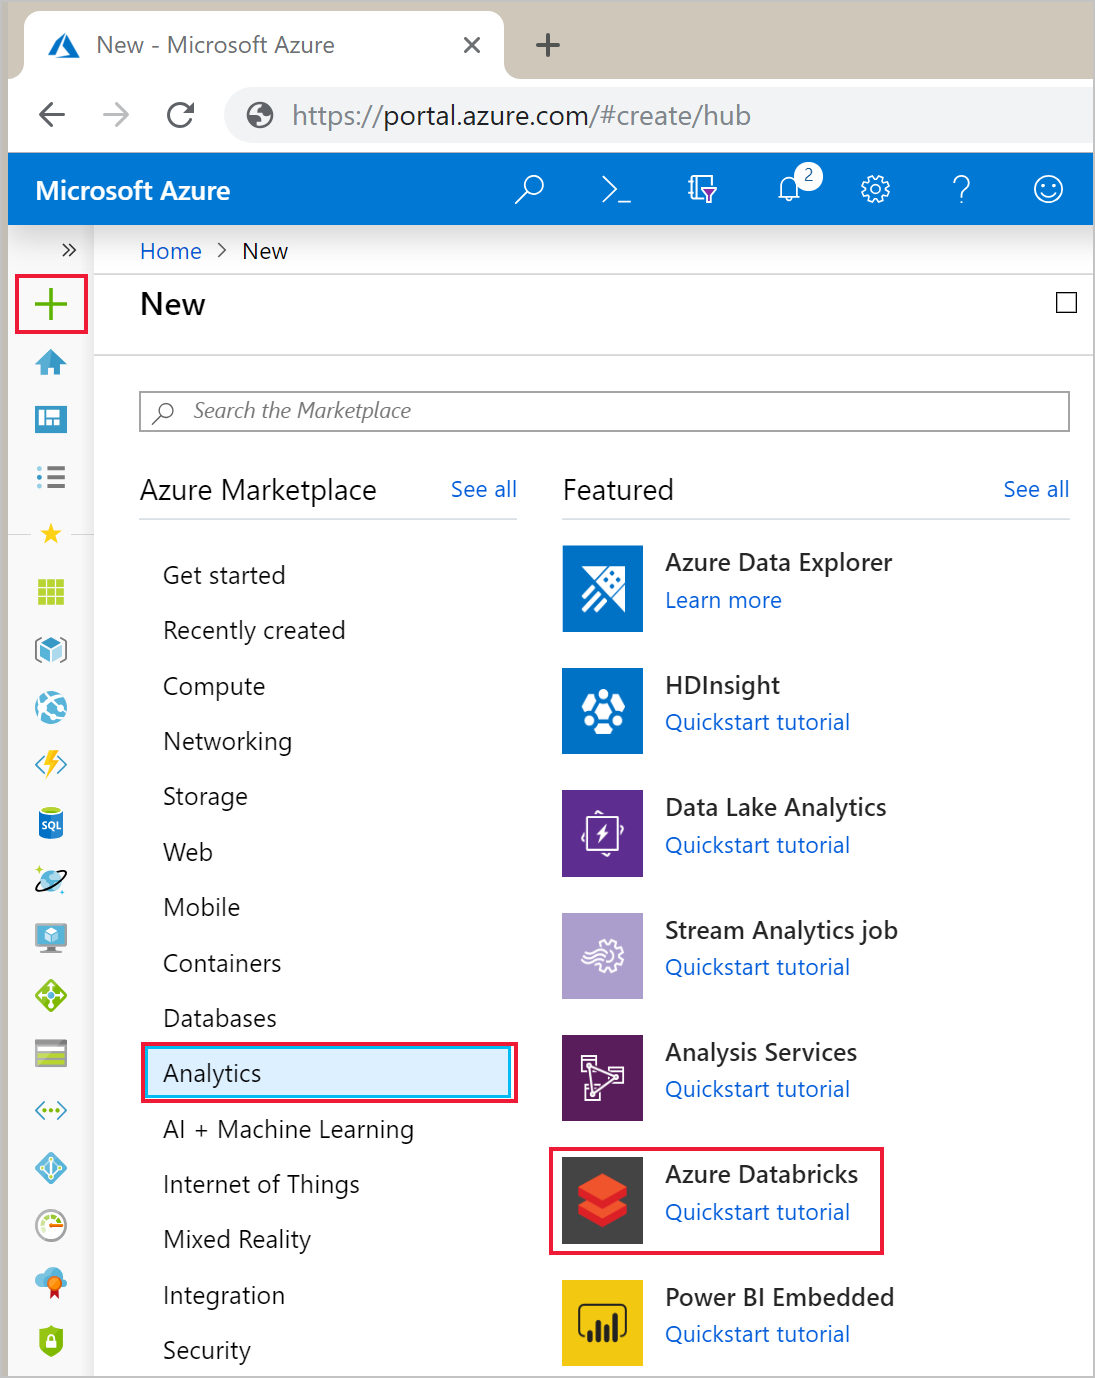 New - Microsoft Azure
https://portal.azure.com/#create/hub
Microsoft Azure
2
Home > New
New
Search the Marketplace
Azure Marketplace
See all
Get started
Recently created
Compute
Networking
Storage
Web
Mobile
Containers
Databases
Analytics
AI + Machine Learning
Internet of Things
Mixed Reality
Integration
Security
Featured
See all
Azure Data Explorer
Learn more
HDInsight
Quickstart tutorial
Data Lake Analytics
Quickstart tutorial
Stream Analytics job
Quickstart tutorial
Analysis Services
Quickstart tutorial
Azure Databricks
Quickstart tutorial
Power BI Embedded
Quickstart tutorial
SQL